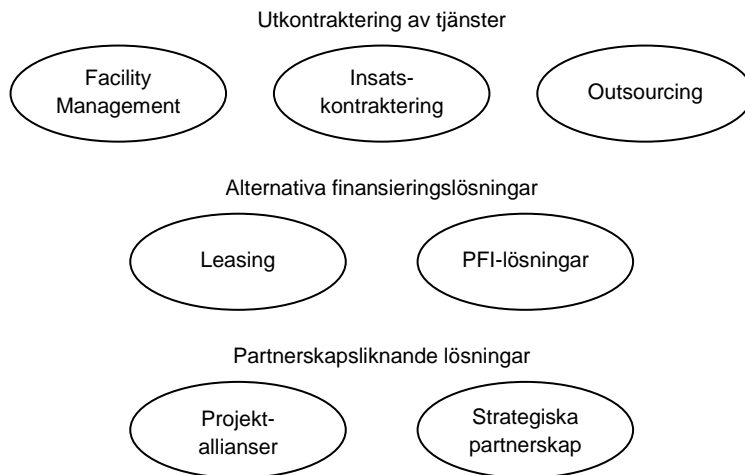 Utkontraktering av tjänster
Facility
Management
Insats-
kontraktering
Outsourcing
Alternativa finansieringslösningar
Leasing
PFI-lösningar
Partnerskapsliknande lösningar
Projekt-
allianser
Strategiska
partnerskap